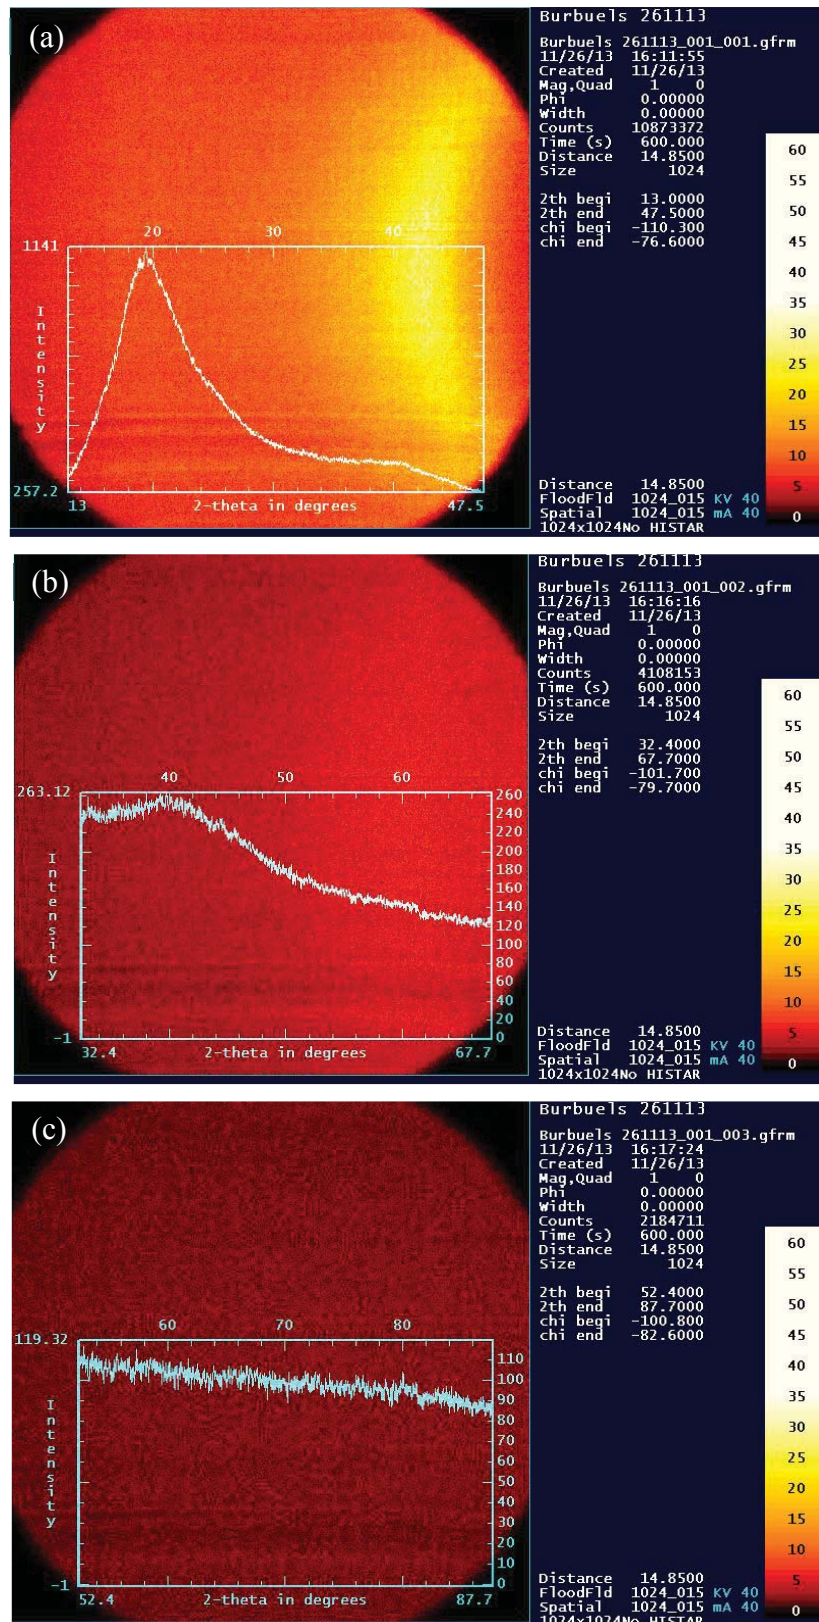 (a)
Burbuels 261113
Burbuels 261113_001_001.gfrm
11/26/13 16:11:55
Created 11/26/13
Mag,Quad 1 0
Phi 0.00000
Width 0.00000
Counts 10873372
Time (s) 600.000
Distance 14.8500
Size 1024
2th begi 13.0000
2th end 47.5000
chi begi -110.300
chi end -76.6000
60
55
50
45
40
35
30
25
20
15
10
5
0
20 30 40
1141
Intensity
257.2
13 2-theta in degrees 47.5
Distance 14.8500
FloodFld 1024_015 KV 40
Spatial 1024_015 mA 40
1024x1024No HISTAR
(b)
Burbuels 261113
Burbuels 261113_001_002.gfrm
11/26/13 16:16:16
Created 11/26/13
Mag,Quad 1 0
Phi 0.00000
Width 0.00000
Counts 4108153
Time (s) 600.000
Distance 14.8500
Size 1024
2th begi 32.4000
2th end 67.7000
chi begi -101.700
chi end -79.7000
60
55
50
45
40
35
30
25
20
15
10
5
0
40 50 60
263.12
Intensity
-1
260
240
220
200
180
160
140
120
100
80
60
40
20
0
32.4 2-theta in degrees 67.7
Distance 14.8500
FloodFld 1024_015 KV 40
Spatial 1024_015 mA 40
1024x1024No HISTAR
(c)
Burbuels 261113
Burbuels 261113_001_003.gfrm
11/26/13 16:17:24
Created 11/26/13
Mag,Quad 1 0
Phi 0.00000
Width 0.00000
Counts 2184711
Time (s) 600.000
Distance 14.8500
Size 1024
2th begi 52.4000
2th end 87.7000
chi begi -100.800
chi end -82.6000
60
55
50
45
40
35
30
25
20
15
10
5
0
60 70 80
119.32
Intensity
-1
110
100
90
80
70
60
50
40
30
20
10
0
52.4 2-theta in degrees 87.7
Distance 14.8500
FloodFld 1024_015 KV 40
Spatial 1024_015 mA 40
1024x1024No HISTAR